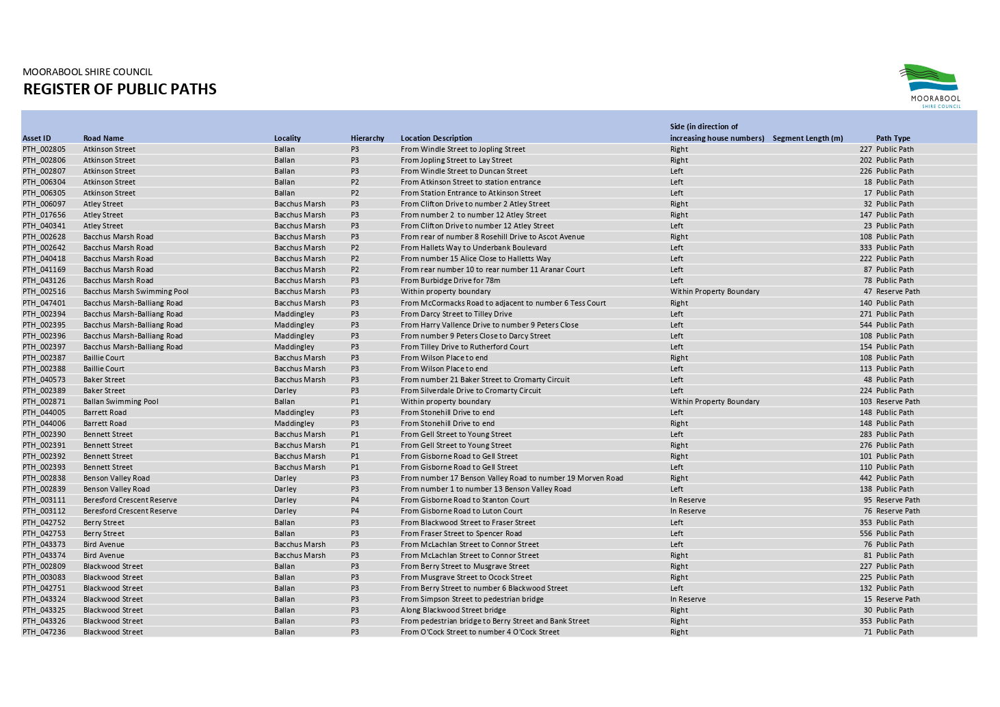 MOORABOOL SHIRE COUNCIL
REGISTER OF PUBLIC PATHS
MOORABOOL
SHIRE COUNCIL
Side (in direction of
Asset ID Road Name Locality Hierarchy Location Description increasing house numbers) Segment Length (m) Path Type
PTH_002805 Atkinson Street Ballan P3 From Windle Street to Jopling Street Right 227 Public Path
PTH_002806 Atkinson Street Ballan P3 From Jopling Street to Lay Street Right 202 Public Path
PTH_002807 Atkinson Street Ballan P3 From Windle Street to Duncan Street Left 226 Public Path
PTH_006304 Atkinson Street Ballan P2 From Atkinson Street to station entrance Left 18 Public Path
PTH_006305 Atkinson Street Ballan P2 From Station Entrance to Atkinson Street Left 17 Public Path
PTH_006097 Atley Street Bacchus Marsh P3 From Clifton Drive to number 2 Atley Street Right 32 Public Path
PTH_017656 Atley Street Bacchus Marsh P3 From number 2 to number 12 Atley Street Right 147 Public Path
PTH_040341 Atley Street Bacchus Marsh P3 From Clifton Drive to number 12 Atley Street Left 23 Public Path
PTH_002628 Bacchus Marsh Road Bacchus Marsh P3 From rear of number 8 Rosehill Drive to Ascot Avenue Right 108 Public Path
PTH_002642 Bacchus Marsh Road Bacchus Marsh P2 From Hallets Way to Underbank Boulevard Left 333 Public Path
PTH_040418 Bacchus Marsh Road Bacchus Marsh P2 From number 15 Alice Close to Halletts Way Left 222 Public Path
PTH_041169 Bacchus Marsh Road Bacchus Marsh P2 From rear number 10 to rear number 11 Aranar Court Left 87 Public Path
PTH_043126 Bacchus Marsh Road Bacchus Marsh P3 From Burbidge Drive for 78m Left 78 Public Path
PTH_002516 Bacchus Marsh Swimming Pool Bacchus Marsh P3 Within property boundary Within Property Boundary 47 Reserve Path
PTH_047401 Bacchus Marsh-Balliang Road Bacchus Marsh P3 From McCormacks Road to adjacent to number 6 Tess Court Right 140 Public Path
PTH_002394 Bacchus Marsh-Balliang Road Maddingley P3 From Darcy Street to Tilley Drive Left 271 Public Path
PTH_002395 Bacchus Marsh-Balliang Road Maddingley P3 From Harry Vallence Drive to number 9 Peters Close Left 544 Public Path
PTH_002396 Bacchus Marsh-Balliang Road Maddingley P3 From number 9 Peters Close to Darcy Street Left 108 Public Path
PTH_002397 Bacchus Marsh-Balliang Road Maddingley P3 From Tilley Drive to Rutherford Court Left 154 Public Path
PTH_002387 Baillie Court Bacchus Marsh P3 From Wilson Place to end Right 108 Public Path
PTH_002388 Baillie Court Bacchus Marsh P3 From Wilson Place to end Left 113 Public Path
PTH_040573 Baker Street Bacchus Marsh P3 From number 21 Baker Street to Cromarty Circuit Left 48 Public Path
PTH_002389 Baker Street Darley P3 From Silverdale Drive to Cromarty Circuit Left 224 Public Path
PTH_002871 Ballan Swimming Pool Ballan P1 Within property boundary Within Property Boundary 103 Reserve Path
PTH_044005 Barrett Road Maddingley P3 From Stonehill Drive to end Left 148 Public Path
PTH_044006 Barrett Road Maddingley P3 From Stonehill Drive to end Right 148 Public Path
PTH_002390 Bennett Street Bacchus Marsh P1 From Gell Street to Young Street Left 283 Public Path
PTH_002391 Bennett Street Bacchus Marsh P1 From Gell Street to Young Street Right 276 Public Path
PTH_002392 Bennett Street Bacchus Marsh P1 From Gisborne Road to Gell Street Right 101 Public Path
PTH_002393 Bennett Street Bacchus Marsh P1 From Gisborne Road to Gell Street Left 110 Public Path
PTH_002838 Benson Valley Road Darley P3 From number 17 Benson Valley Road to number 19 Morven Road Right 442 Public Path
PTH_002839 Benson Valley Road Darley P3 From number 1 to number 13 Benson Valley Road Left 138 Public Path
PTH_003111 Beresford Crescent Reserve Darley P4 From Gisborne Road to Stanton Court In Reserve 95 Reserve Path
PTH_003112 Beresford Crescent Reserve Darley P4 From Gisborne Road to Luton Court In Reserve 76 Reserve Path
PTH_042752 Berry Street Ballan P3 From Blackwood Street to Fraser Street Left 353 Public Path
PTH_042753 Berry Street Ballan P3 From Fraser Street to Spencer Road Left 556 Public Path
PTH_043373 Bird Avenue Bacchus Marsh P3 From McLachlan Street to Connor Street Left 76 Public Path
PTH_043374 Bird Avenue Bacchus Marsh P3 From McLachlan Street to Connor Street Right 81 Public Path
PTH_002809 Blackwood Street Ballan P3 From Berry Street to Musgrave Street Right 227 Public Path
PTH_003083 Blackwood Street Ballan P3 From Musgrave Street to Ocock Street Right 225 Public Path
PTH_042751 Blackwood Street Ballan P3 From Berry Street to number 6 Blackwood Street Left 132 Public Path
PTH_043324 Blackwood Street Ballan P3 From Simpson Street to pedestrian bridge In Reserve 15 Reserve Path
PTH_043325 Blackwood Street Ballan P3 Along Blackwood Street bridge Right 30 Public Path
PTH_043326 Blackwood Street Ballan P3 From pedestrian bridge to Berry Street and Bank Street Right 353 Public Path
PTH_047236 Blackwood Street Ballan P3 From O'Cock Street to number 4 O'Cock Street Right 71 Public Path